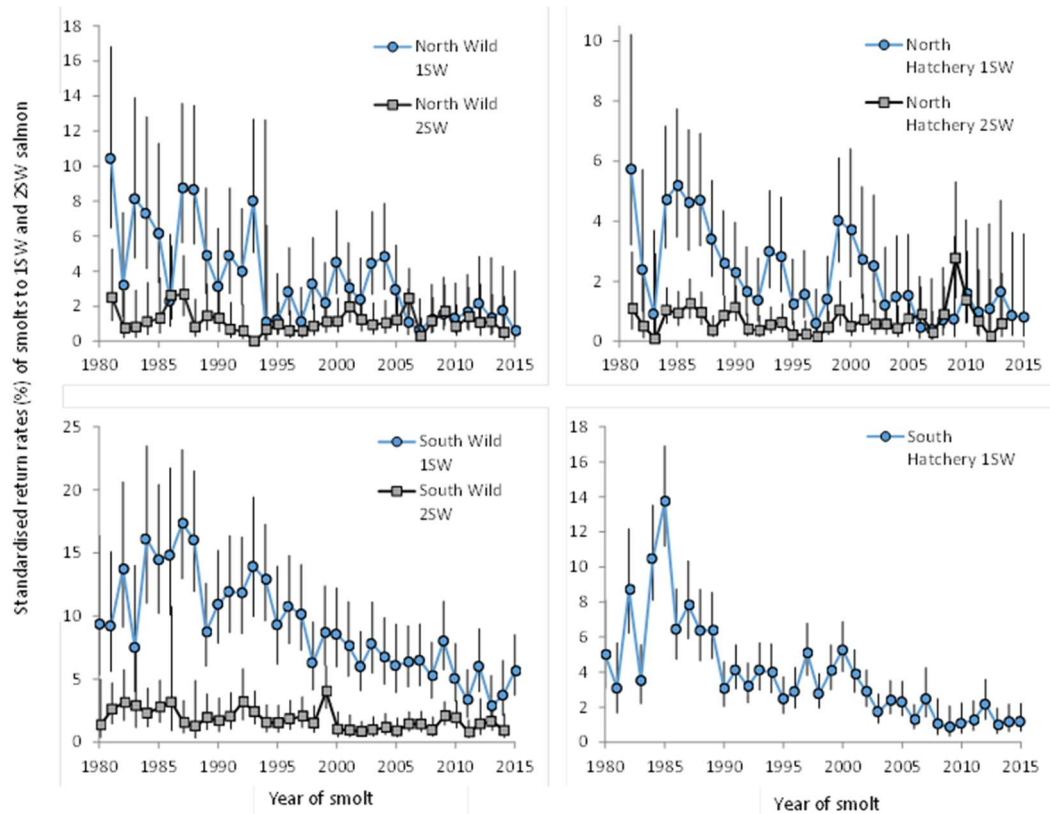 Standardised return rates (%) of smolts to 1SW and 2SW salmon
18
16
14
12
10
8
6
4
2
0
North Wild
1SW
North Wild
2SW
1980 1985 1990 1995 2000 2005 2010 2015
10
8
6
4
2
0
North
Hatchery 1SW
North
Hatchery 2SW
1980 1985 1990 1995 2000 2005 2010 2015
25
20
15
10
5
0
South Wild
1SW
South Wild
2SW
1980 1985 1990 1995 2000 2005 2010 2015
Year of smolt
18
16
14
12
10
8
6
4
2
0
South
Hatchery 1SW
1980 1985 1990 1995 2000 2005 2010 2015
Year of smolt